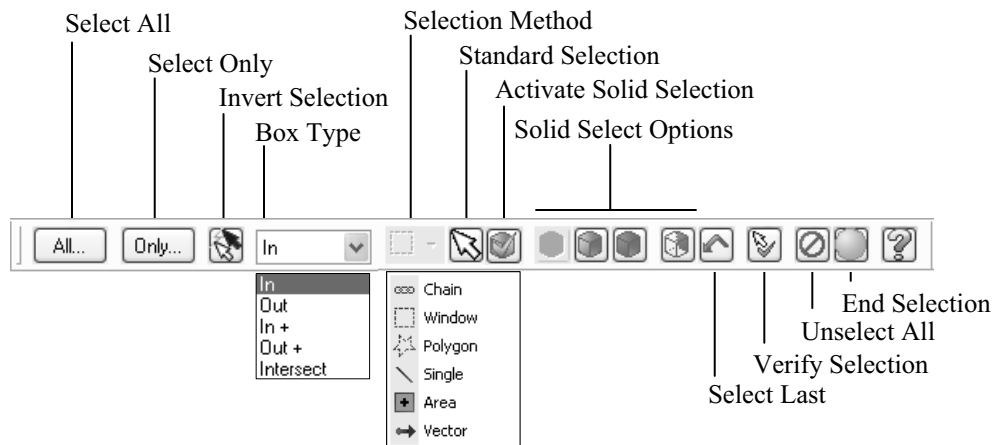 Select All
Selection Method
Standard Selection
Select Only
Activate Solid Selection
Invert Selection
Solid Select Options
Box Type
All...
Only...
In
In
Out
In +
Out +
Intersect
Chain
Window
Polygon
Single
Area
Vector
End Selection
Unselect All
Verify Selection
Select Last